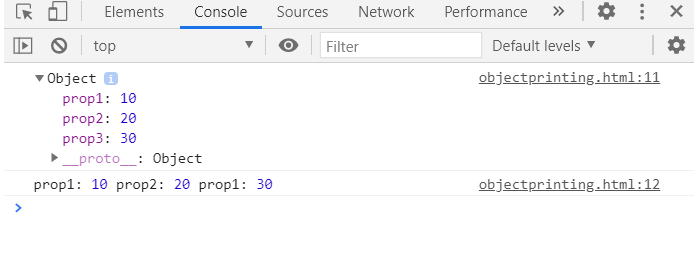 Elements Console Sources Network Performance »
top Filter Default levels
Object i objectprinting.html:11
prop1: 10
prop2: 20
prop3: 30
__proto__: Object
prop1: 10 prop2: 20 prop1: 30 objectprinting.html:12
>